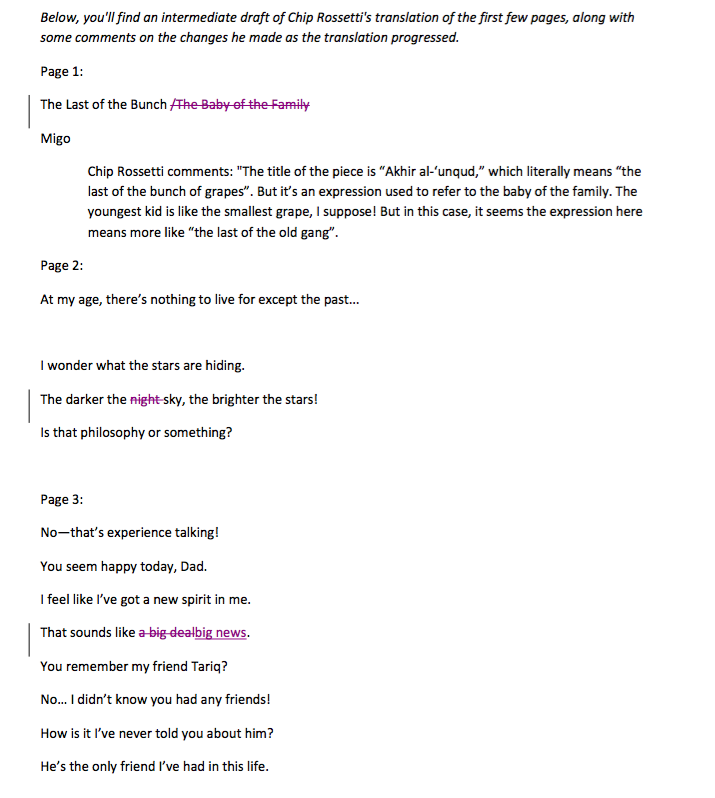 Below, you'll find an intermediate draft of Chip Rossetti's translation of the first few pages, along with
some comments on the changes he made as the translation progressed.
Page 1:
The Last of the Bunch /The Baby of the Family
Migo
Chip Rossetti comments: "The title of the piece is “Akhir al-‘unqud,” which literally means “the
last of the bunch of grapes”. But it’s an expression used to refer to the baby of the family. The
youngest kid is like the smallest grape, I suppose! But in this case, it seems the expression here
means more like “the last of the old gang”.
Page 2:
At my age, there’s nothing to live for except the past…
I wonder what the stars are hiding.
The darker the night sky, the brighter the stars!
Is that philosophy or something?
Page 3:
No—that’s experience talking!
You seem happy today, Dad.
I feel like I’ve got a new spirit in me.
That sounds like a big dealbig news.
You remember my friend Tariq?
No… I didn’t know you had any friends!
How is it I’ve never told you about him?
He’s the only friend I’ve had in this life.